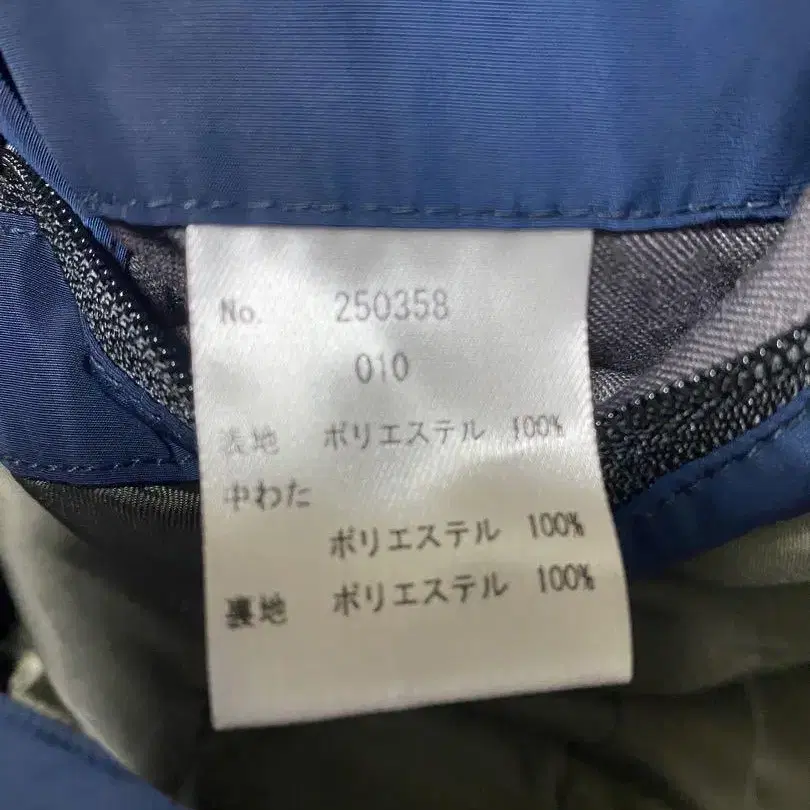 No. 250358
010
表地 ポリエステル 100%
中わた
ポリエステル 100%
裏地 ポリエステル 100%